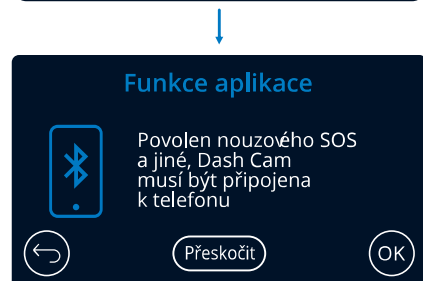 Funkce aplikace
Povolen nouzového SOS
a jiné, Dash Cam
musí být připojena
k telefonu
Přeskočit
OK